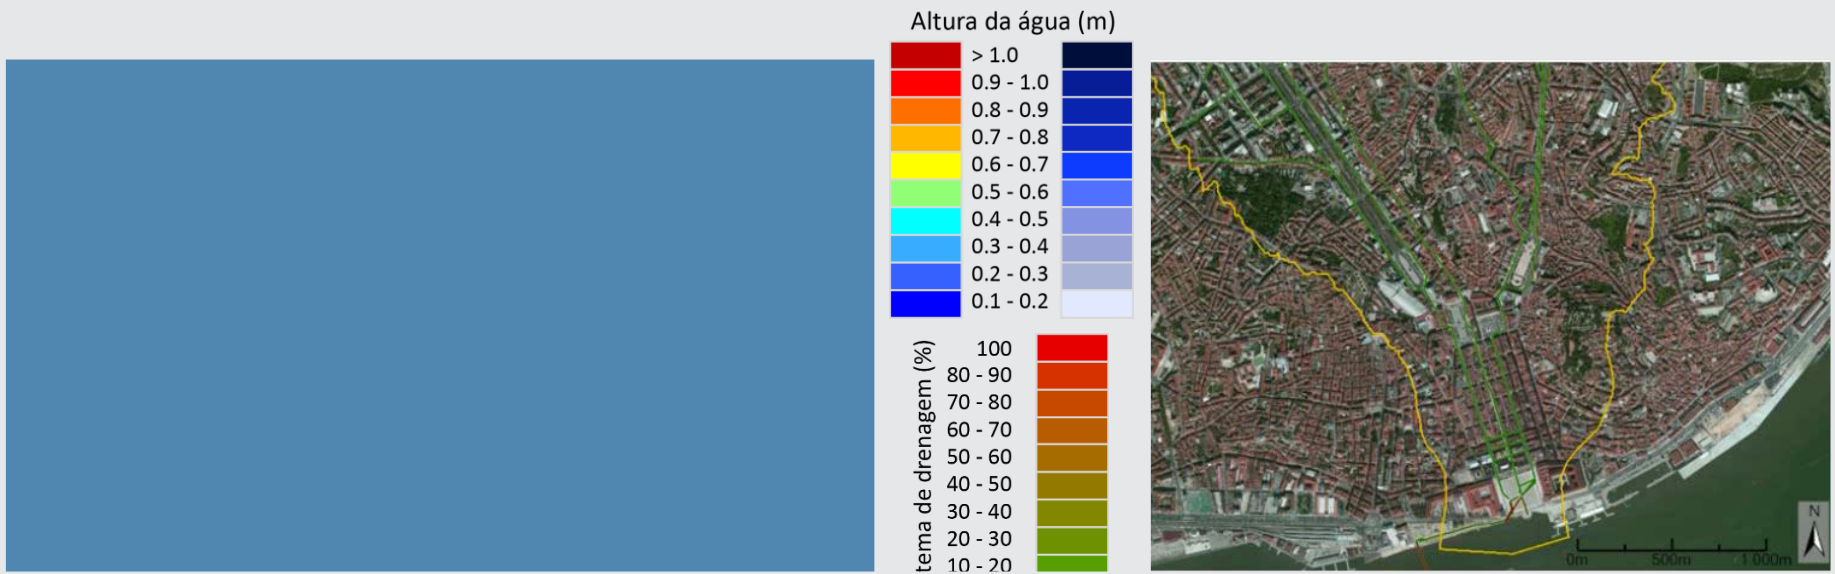 Altura da água (m)
> 1.0
0.9 - 1.0
0.8 - 0.9
0.7 - 0.8
0.6 - 0.7
0.5 - 0.6
0.4 - 0.5
0.3 - 0.4
0.2 - 0.3
0.1 - 0.2
tema de drenagem (%)
100
80 - 90
70 - 80
60 - 70
50 - 60
40 - 50
30 - 40
20 - 30
10 - 20
N
0m 500m 1 000m